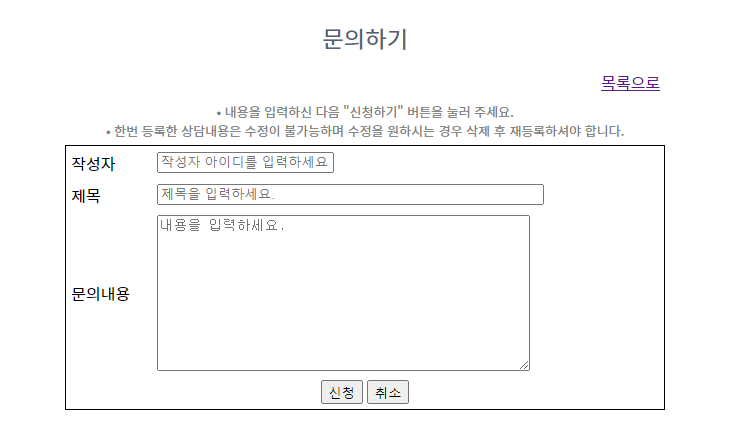 문의하기
목록으로
• 내용을 입력하신 다음 "신청하기" 버튼을 눌러 주세요.
• 한번 등록한 상담내용은 수정이 불가능하며 수정을 원하시는 경우 삭제 후 재등록하셔야 합니다.
작성자 작성자 아이디를 입력하세요
제목 제목을 입력하세요.
내용을 입력하세요.
문의내용
신청 취소